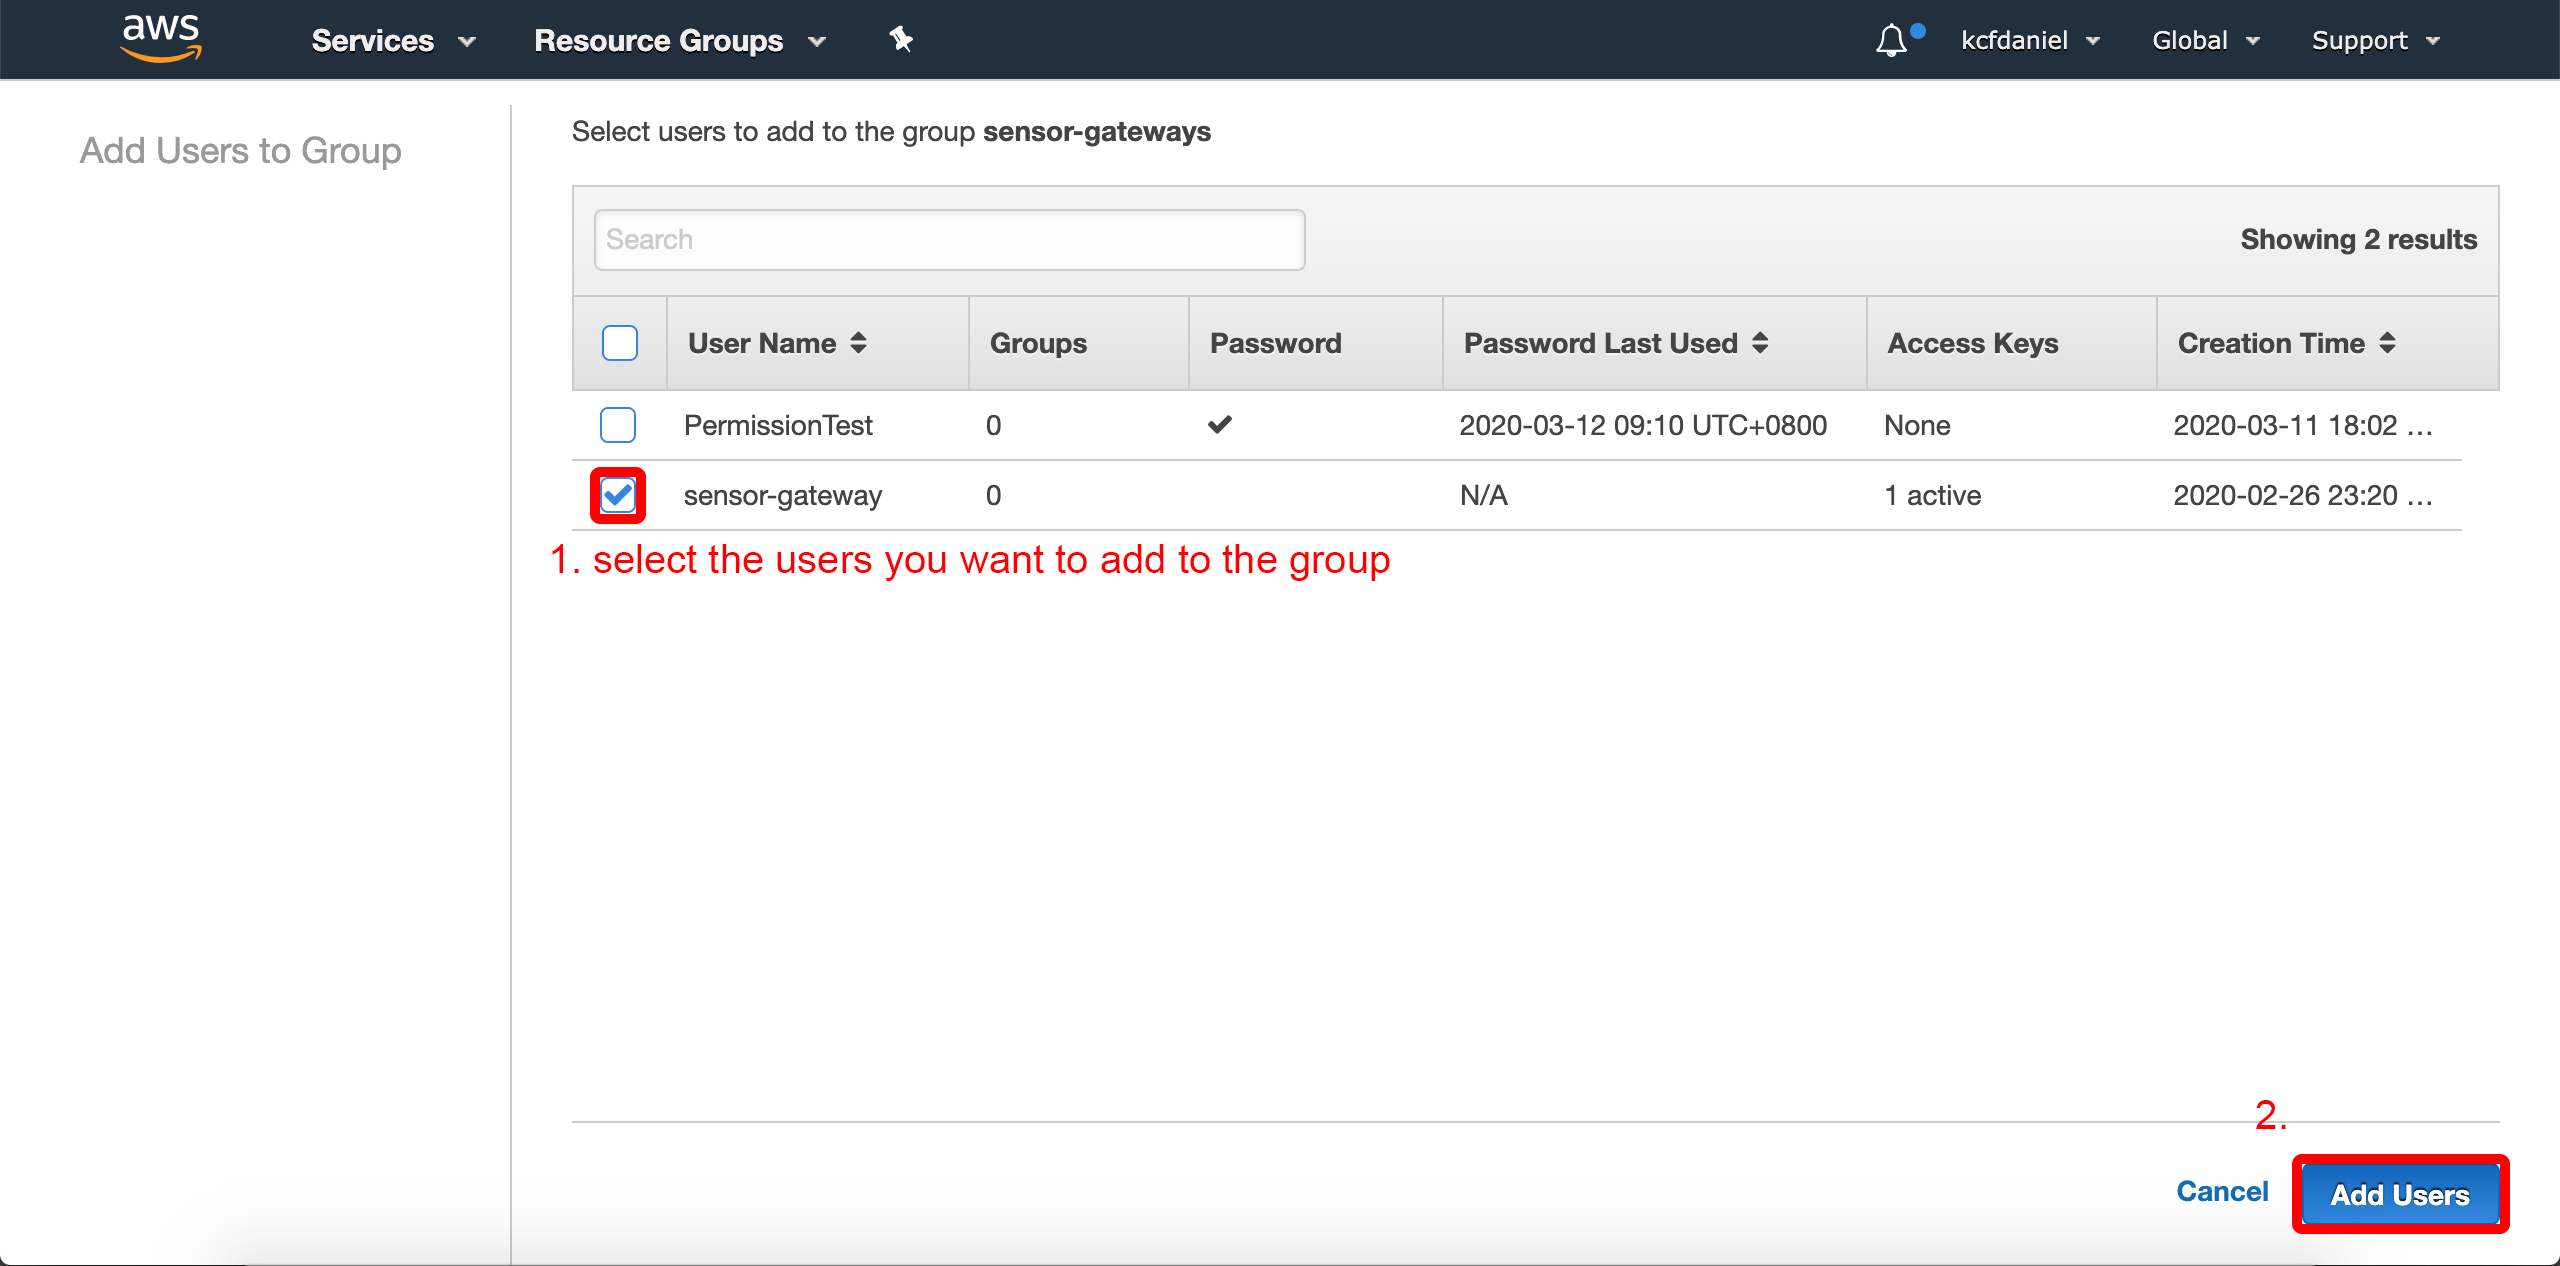 aws Services Resource Groups kcfdaniel Global Support
Add Users to Group
Select users to add to the group sensor-gateways
Search Showing 2 results
User Name Groups Password Password Last Used Access Keys Creation Time
PermissionTest 0 2020-03-12 09:10 UTC+0800 None 2020-03-11 18:02 ...
sensor-gateway 0 N/A 1 active 2020-02-26 23:20 ...
1. select the users you want to add to the group
2.
Cancel Add Users